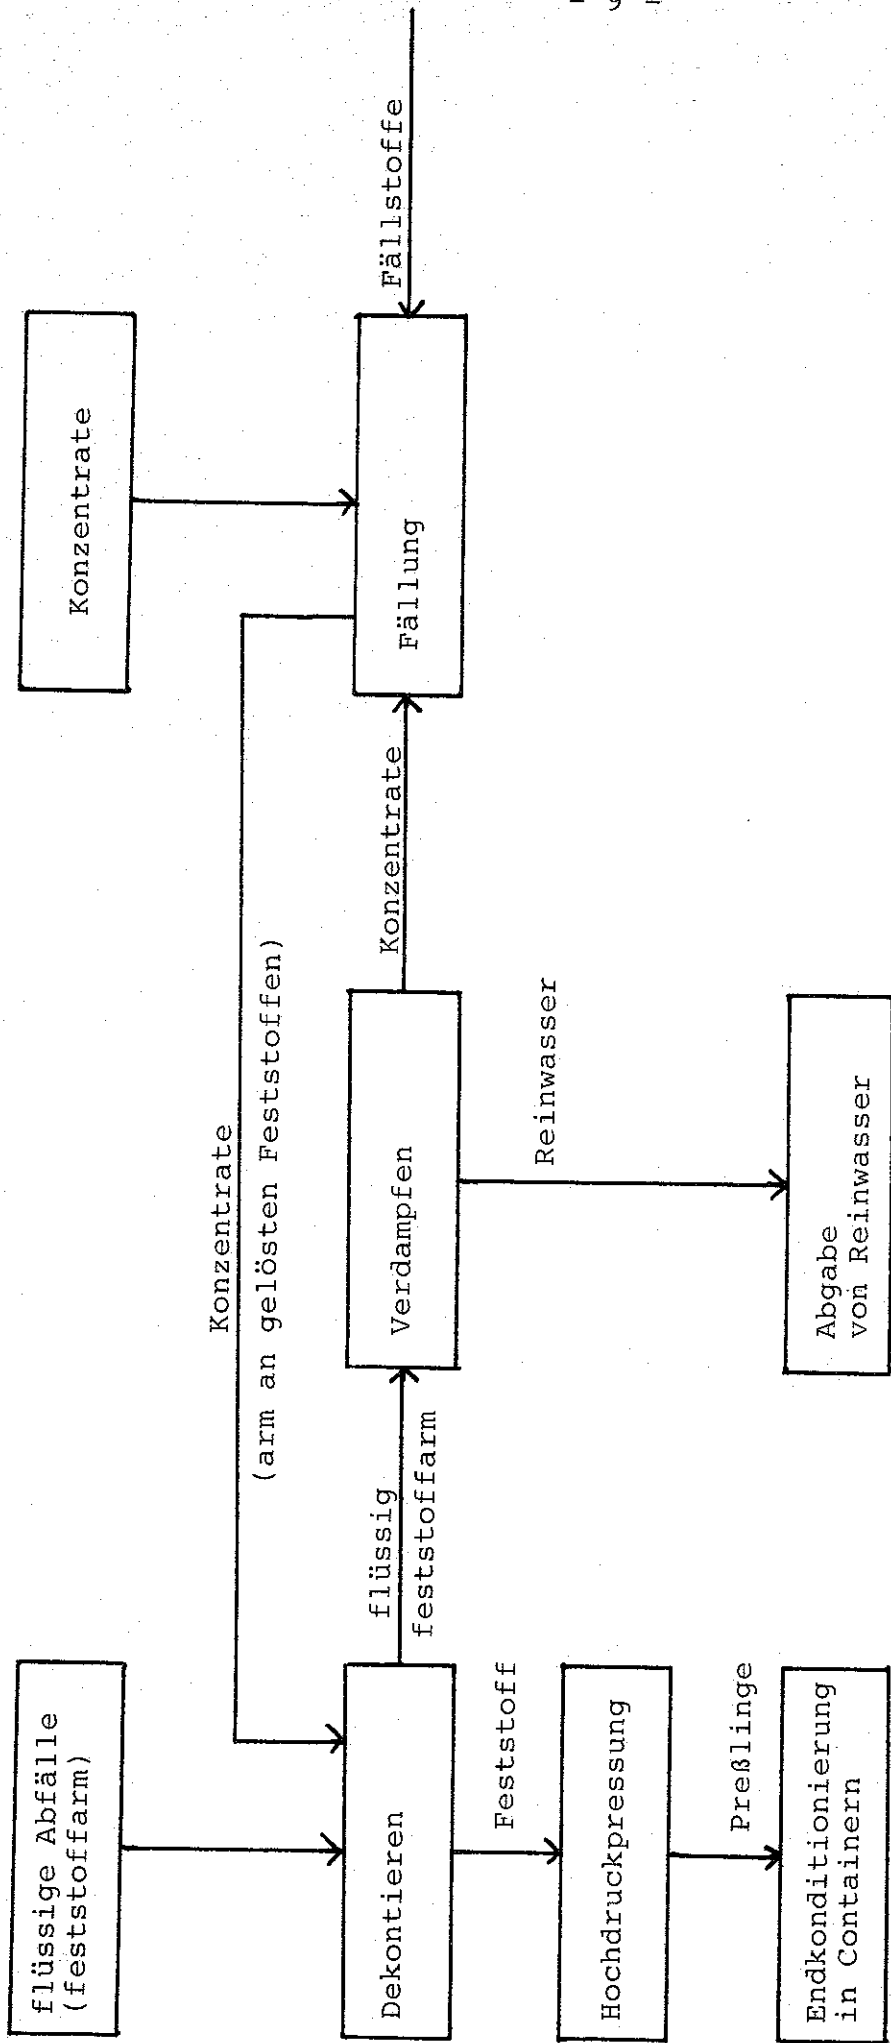 - 9 -
flüssige Abfälle
(feststoffarm)
Konzentrate
Konzentrate
(arm an gelösten Feststoffen)
Dekontieren
flüssig
feststoffarm
Verdampfen
Konzentrate
Fällung
Fällstoffe
Feststoff
Reinwasser
Hochdruckpressung
Preßlinge
Endkonditionierung
in Containern
Abgabe
von Reinwasser